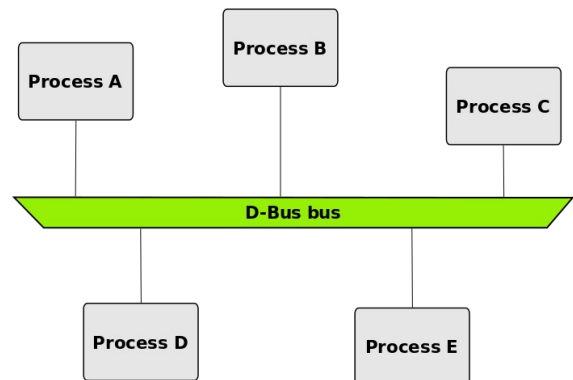 Process B
Process A
Process C
D-Bus bus
Process D
Process E